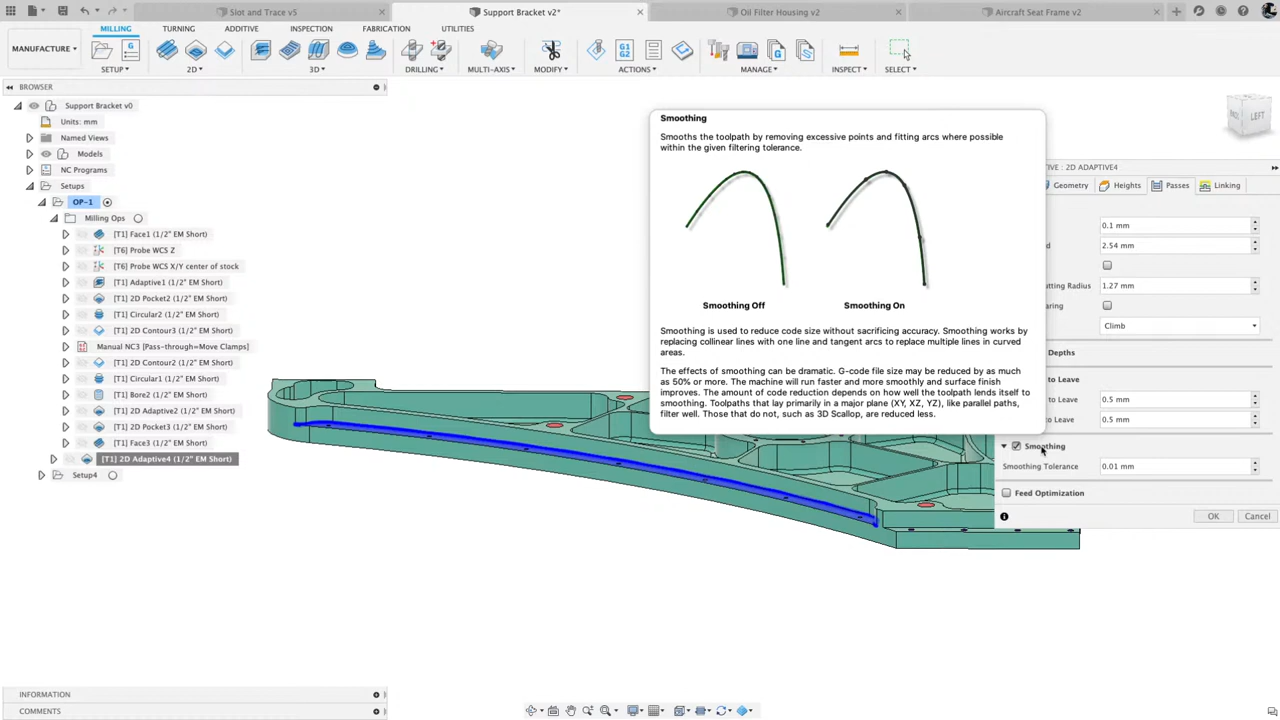 Slot and Trace v5
Support Bracket v2*
Oil Filter Housing v2
Aircraft Seat Frame v2
MILLING
TURNING
ADDITIVE
INSPECTION
FABRICATION
UTILITIES
MANUFACTURE
G1
G2
G
SETUP
2D
3D
DRILLING
MULTI-AXIS
MODIFY
ACTIONS
MANAGE
INSPECT
SELECT
BROWSER
Support Bracket v0
Units: mm
Named Views
Models
NC Programs
Setups
OP-1
Milling Ops
[T1] Face1 (1/2" EM Short)
[T6] Probe WCS Z
[T6] Probe WCS X/Y center of stock
[T1] Adaptive1 (1/2" EM Short)
[T1] 2D Pocket2 (1/2" EM Short)
[T1] Circular2 (1/2" EM Short)
[T1] 2D Contour3 (1/2" EM Short)
Manual NC3 [Pass-through=Move Clamps]
[T1] 2D Contour2 (1/2" EM Short)
[T1] Circular1 (1/2" EM Short)
[T1] Bore2 (1/2" EM Short)
[T1] 2D Adaptive2 (1/2" EM Short)
[T1] 2D Pocket3 (1/2" EM Short)
[T1] Face3 (1/2" EM Short)
[T1] 2D Adaptive4 (1/2" EM Short)
Setup4
Smoothing
Smooths the toolpath by removing excessive points and fitting arcs where possible
within the given filtering tolerance.
Smoothing Off
Smoothing On
Smoothing is used to reduce code size without sacrificing accuracy. Smoothing works by
replacing collinear lines with one line and tangent arcs to replace multiple lines in curved
areas.
The effects of smoothing can be dramatic. G-code file size may be reduced by as much
as 50% or more. The machine will run faster and more smoothly and surface finish
improves. The amount of code reduction depends on how well the toolpath lends itself to
smoothing. Toolpaths that lay primarily in a major plane (XY, XZ, YZ), like parallel paths,
filter well. Those that do not, such as 3D Scallop, are reduced less.
LEFT
: 2D ADAPTIVE4
Geometry
Heights
Passes
Linking
0.1 mm
2.54 mm
utting Radius
1.27 mm
aring
Climb
Depths
to Leave
to Leave
0.5 mm
to Leave
0.5 mm
Smoothing
Smoothing Tolerance
0.01 mm
Feed Optimization
OK
Cancel
INFORMATION
COMMENTS